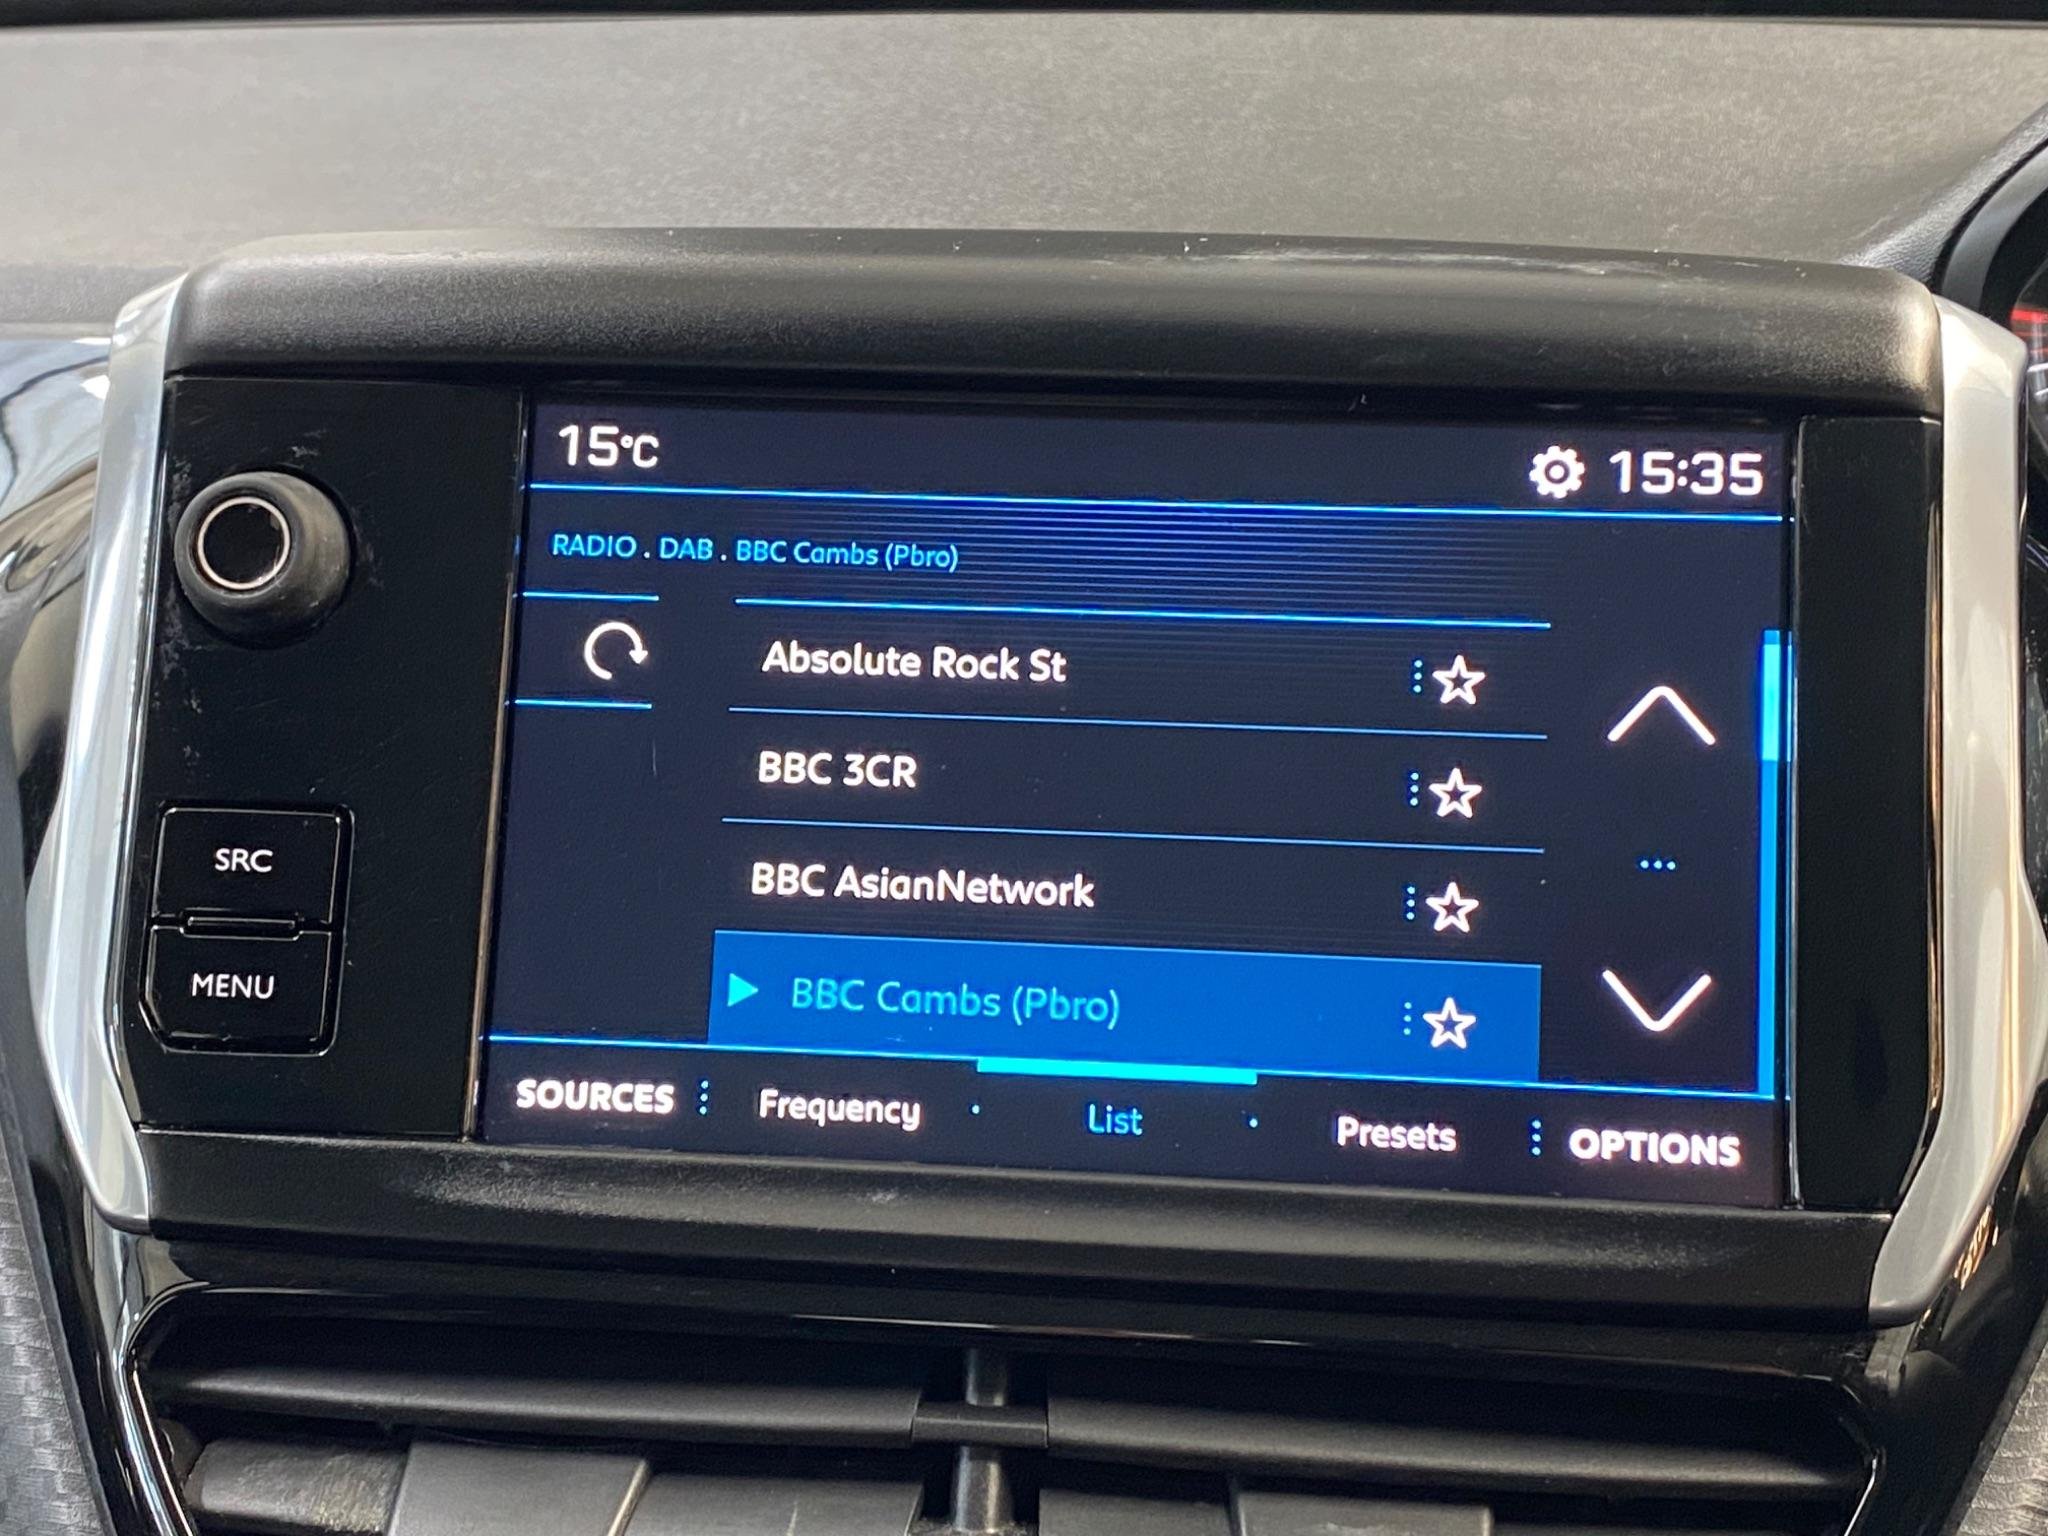 15°C 15:35
RADIO . DAB . BBC Cambs (Pbro)
Absolute Rock St
BBC 3CR
SRC
BBC AsianNetwork
MENU
BBC Cambs (Pbro)
SOURCES Frequency List Presets OPTIONS